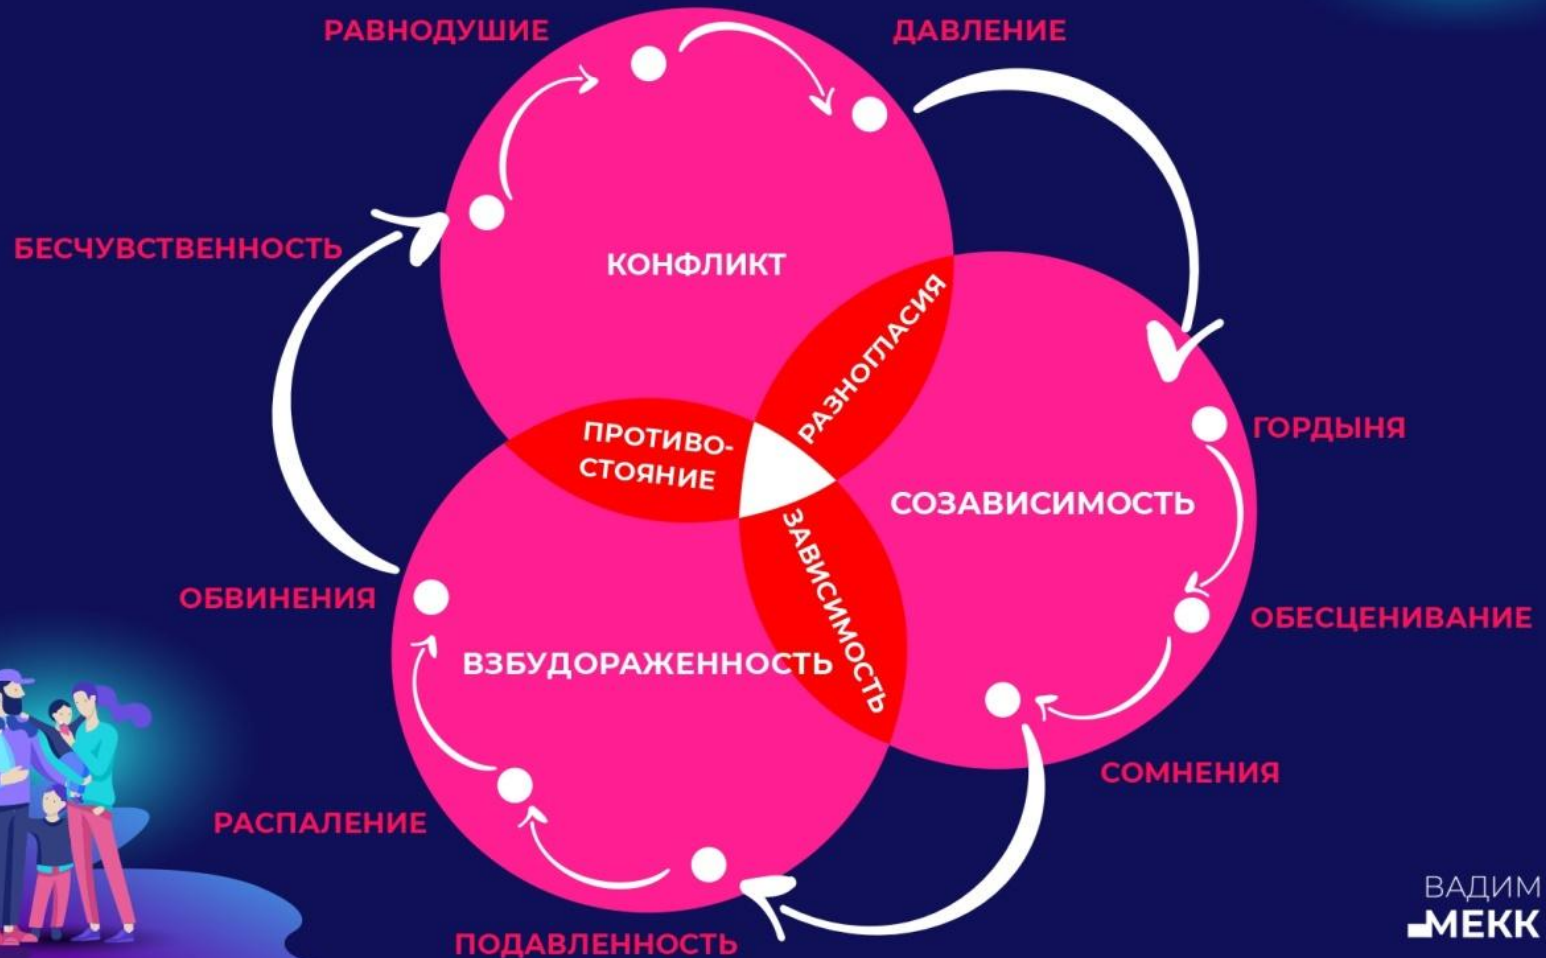 РАВНОДУШИЕ
ДАВЛЕНИЕ
БЕСЧУВСТВЕННОСТЬ
КОНФЛИКТ
РАЗНОГЛАСИЯ
ПРОТИВО-
СТОЯНИЕ
ГОРДЫНЯ
СОЗАВИСИМОСТЬ
ЗАВИСИМОСТЬ
ОБВИНЕНИЯ
ОБЕСЦЕНИВАНИЕ
ВЗБУДОРАЖЕННОСТЬ
СОМНЕНИЯ
РАСПАЛЕНИЕ
ПОДАВЛЕННОСТЬ
ВАДИМ
МЕКК